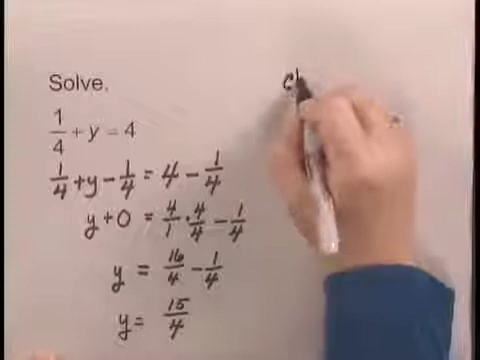 Solve.
1/4 + y = 4
1/4 + y - 1/4 = 4 - 1/4
y + 0 = 4/1 · 4/4 - 1/4
y = 16/4 - 1/4
y = 15/4